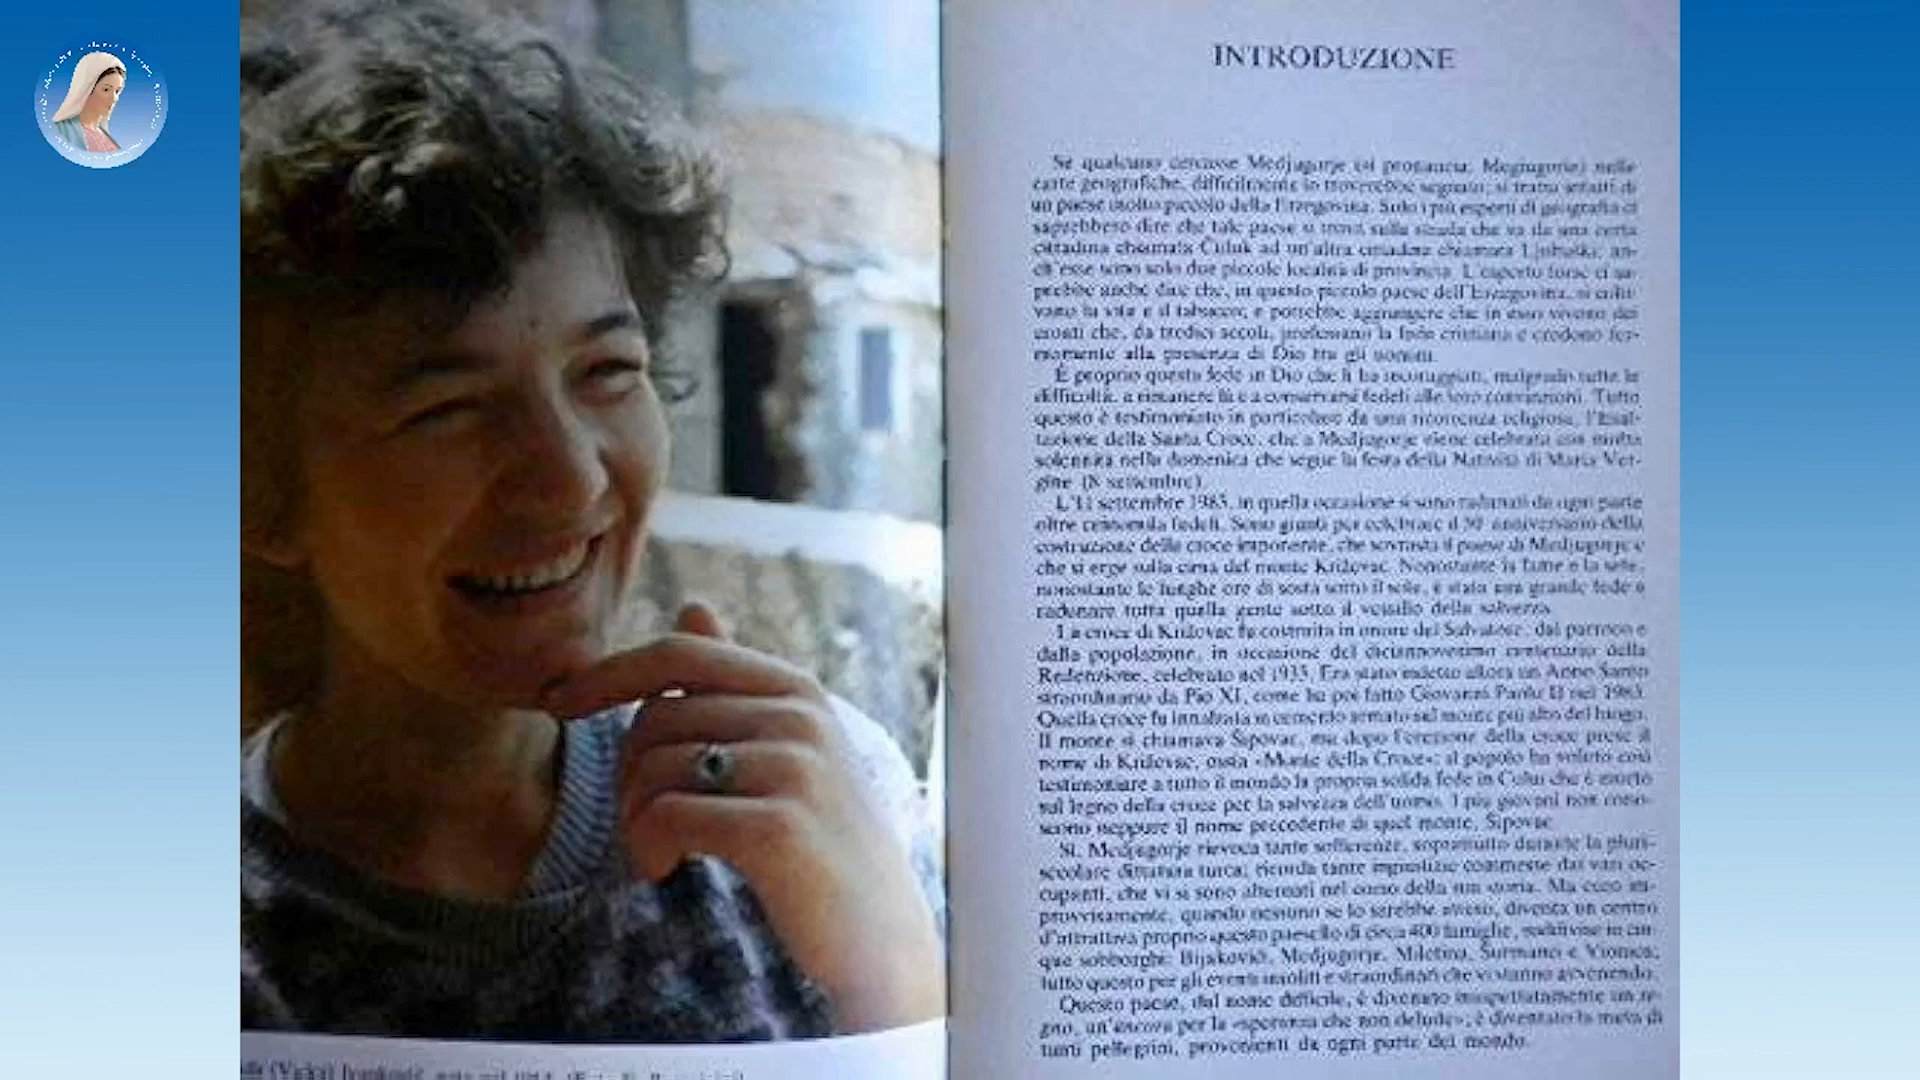 INTRODUZIONE
Se qualcuno cercasse Medjugorje (si pronuncia: Megiugorie) nelle
carte geografiche, difficilmente lo troverebbe segnato; si tratta infatti di
un paese molto piccolo della Erzegovina. Solo i più esperti di geografia ci
saprebbero dire che tale paese si trova sulla strada che va da una certa
cittadina chiamata Čitluk ad un'altra cittadina chiamata Ljubuški; an-
ch'esse sono solo due piccole località di provincia. L'esperto forse ci sa-
prebbe anche dire che, in questo piccolo paese dell'Erzegovina, si colti-
vano la vite e il tabacco; e potrebbe aggiungere che in esso vivono dei
croati che, da tredici secoli, professano la fede cristiana e credono fer-
mamente alla presenza di Dio tra gli uomini.
È proprio questa fede in Dio che li ha incoraggiati, malgrado tutte le
difficoltà, a rimanere lì e a conservarsi fedeli alle loro convinzioni. Tutto
questo è testimoniato in particolare da una ricorrenza religiosa, l'Esal-
tazione della Santa Croce, che a Medjugorje viene celebrata con molta
solennità nella domenica che segue la festa della Natività di Maria Ver-
gine (8 settembre).
L'11 settembre 1983, in quella occasione si sono radunati da ogni parte
oltre centomila fedeli. Sono giunti per celebrare il 50° anniversario della
costruzione della croce imponente, che sovrasta il paese di Medjugorje e
che si erge sulla cima del monte Križevac. Nonostante la fame e la sete,
nonostante le lunghe ore di sosta sotto il sole, è stata una grande fede a
radunare tutta quella gente sotto il vessillo della salvezza.
La croce di Križevac fu costruita in onore del Salvatore, dal parroco e
dalla popolazione, in occasione del diciannovesimo centenario della
Redenzione, celebrato nel 1933. Era stato indetto allora un Anno Santo
straordinario da Pio XI, come ha poi fatto Giovanni Paolo II nel 1983.
Quella croce fu innalzata in cemento armato sul monte più alto del luogo.
Il monte si chiamava Šipovac, ma dopo l'erezione della croce prese il
nome di Križevac, ossia «Monte della Croce»; il popolo ha voluto così
testimoniare a tutto il mondo la propria solida fede in Colui che è morto
sul legno della croce per la salvezza dell'uomo. I più giovani non cono-
scono neppure il nome precedente di quel monte, Šipovac.
Sì, Medjugorje rievoca tante sofferenze, soprattutto durante la pluri-
secolare dittatura turca; ricorda tante ingiustizie commesse dai vari oc-
cupanti, che vi si sono alternati nel corso della sua storia. Ma ecco im-
provvisamente, quando nessuno se lo sarebbe atteso, diventa un centro
d'attrattiva proprio questo paesello di circa 400 famiglie, suddivise in cin-
que sobborghi: Bijakovići, Medjugorje, Miletina, Šurmanci e Vionica;
tutto questo per gli eventi insoliti e straordinari che vi stanno avvenendo.
Questo paese, dal nome difficile, è divenuto inaspettatamente un se-
gno, un'ancora per la «speranza che non delude»; è diventato la meta di
tanti pellegrini, provenienti da ogni parte del mondo.
(Vicka) Ivanković